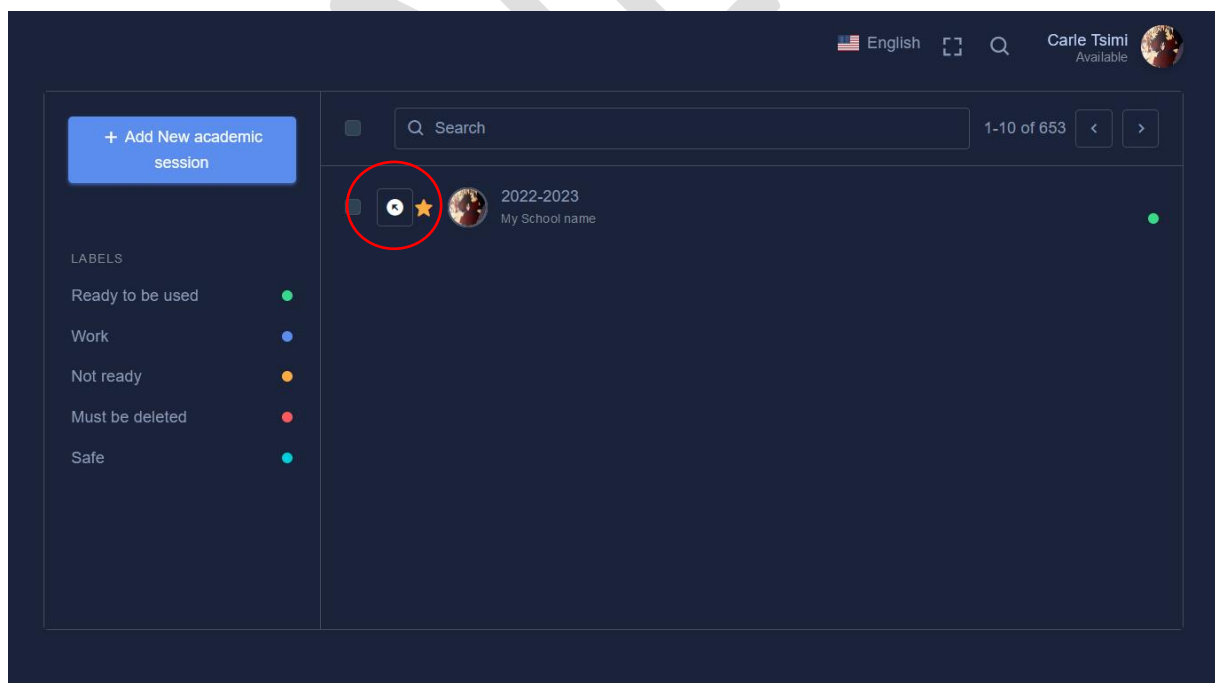 English
Carle Tsimi
Available
+ Add New academic
session
Search
1-10 of 653
2022-2023
My School name
LABELS
Ready to be used
Work
Not ready
Must be deleted
Safe